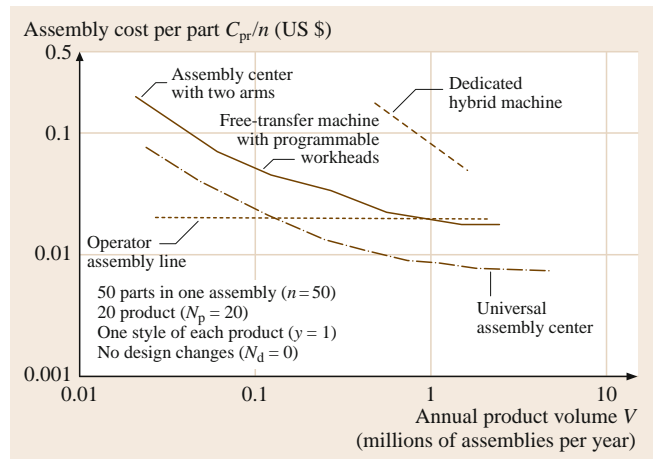 Assembly cost per part Cpr/n (US $)
0.5
Assembly center
with two arms
Dedicated
hybrid machine
Free-transfer machine
with programmable
workheads
0.1
Operator
assembly line
0.01
50 parts in one assembly (n = 50)
20 product (Np = 20)
One style of each product (y = 1)
No design changes (Nd = 0)
Universal
assembly center
0.001
0.01
0.1
1
10
Annual product volume V
(millions of assemblies per year)